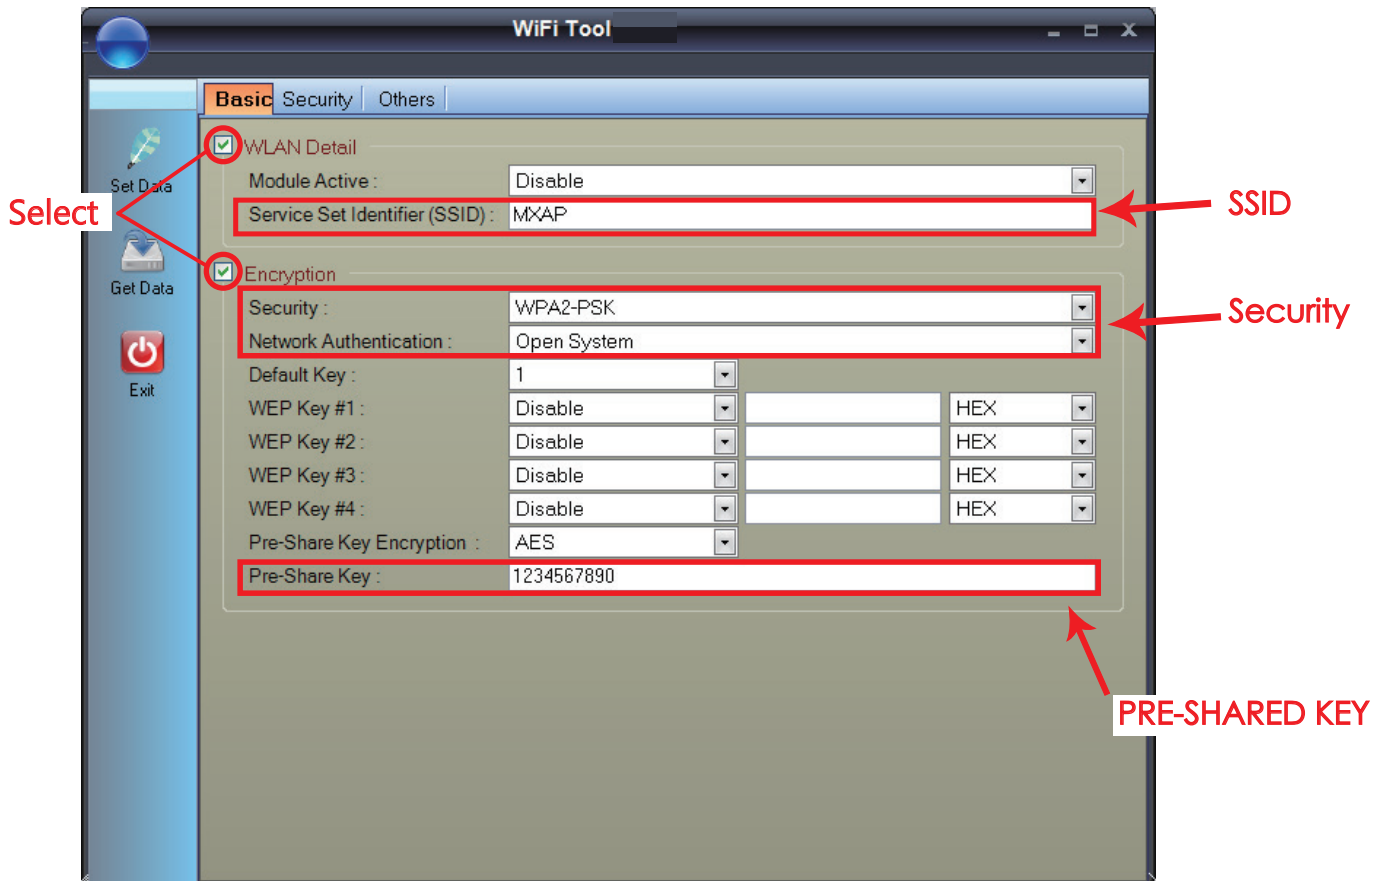 WiFi Tool
Basic Security Others
WLAN Detail
Set Data
Module Active : Disable
Select
Service Set Identifier (SSID) : MXAP
SSID
Encryption
Get Data
Security : WPA2-PSK
Security
Network Authentication : Open System
Default Key : 1
Exit
WEP Key #1 : Disable HEX
WEP Key #2 : Disable HEX
WEP Key #3 : Disable HEX
WEP Key #4 : Disable HEX
Pre-Share Key Encryption : AES
Pre-Share Key : 1234567890
PRE-SHARED KEY